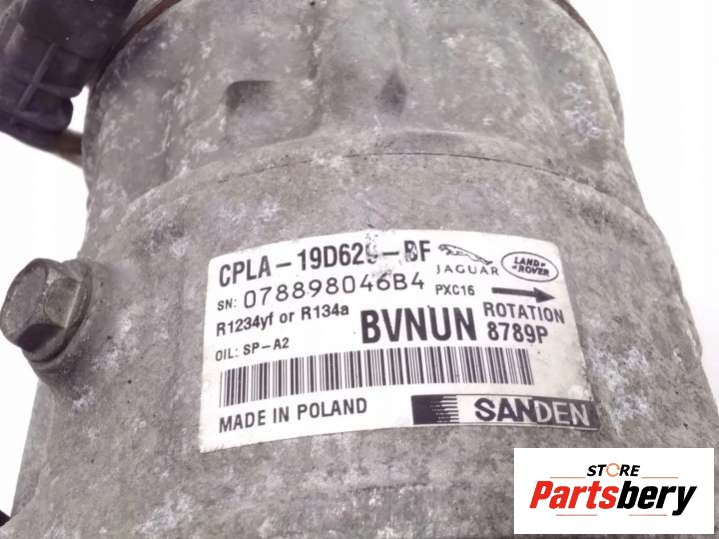 CPLA-19D629-BF
JAGUAR
LAND ROVER
SN: 078898046B4
PXC16
R1234yf or R134a
BVNUN
ROTATION
8789P
OIL: SP-A2
MADE IN POLAND
SANDEN
STORE
Partsbery